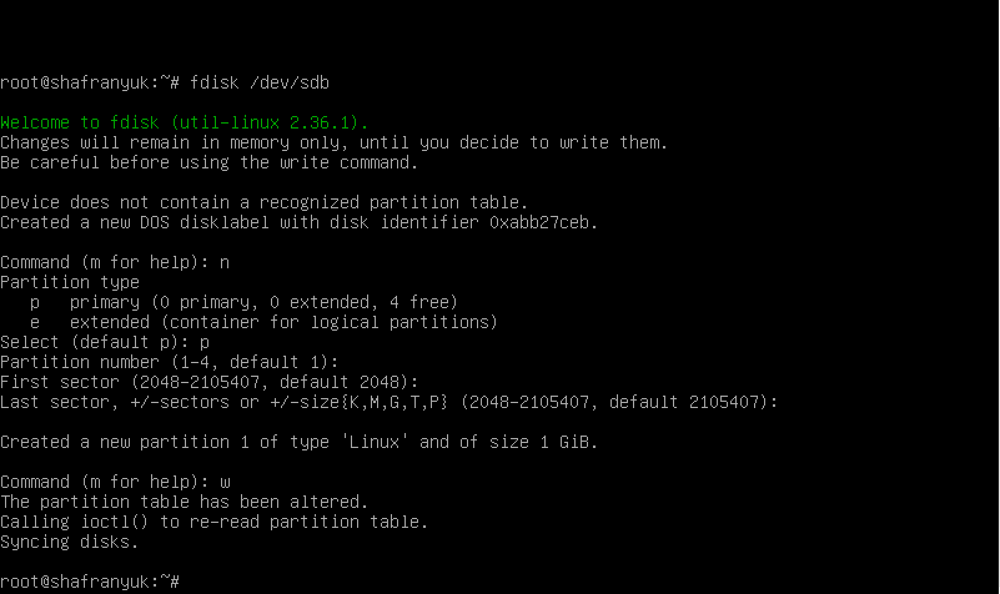 root@shafranyuk:~# fdisk /dev/sdb
Welcome to fdisk (util-linux 2.36.1).
Changes will remain in memory only, until you decide to write them.
Be careful before using the write command.
Device does not contain a recognized partition table.
Created a new DOS disklabel with disk identifier 0xabb27ceb.
Command (m for help): n
Partition type
   p   primary (0 primary, 0 extended, 4 free)
   e   extended (container for logical partitions)
Select (default p): p
Partition number (1-4, default 1):
First sector (2048-2105407, default 2048):
Last sector, +/-sectors or +/-size{K,M,G,T,P} (2048-2105407, default 2105407):
Created a new partition 1 of type 'Linux' and of size 1 GiB.
Command (m for help): w
The partition table has been altered.
Calling ioctl() to re-read partition table.
Syncing disks.
root@shafranyuk:~#